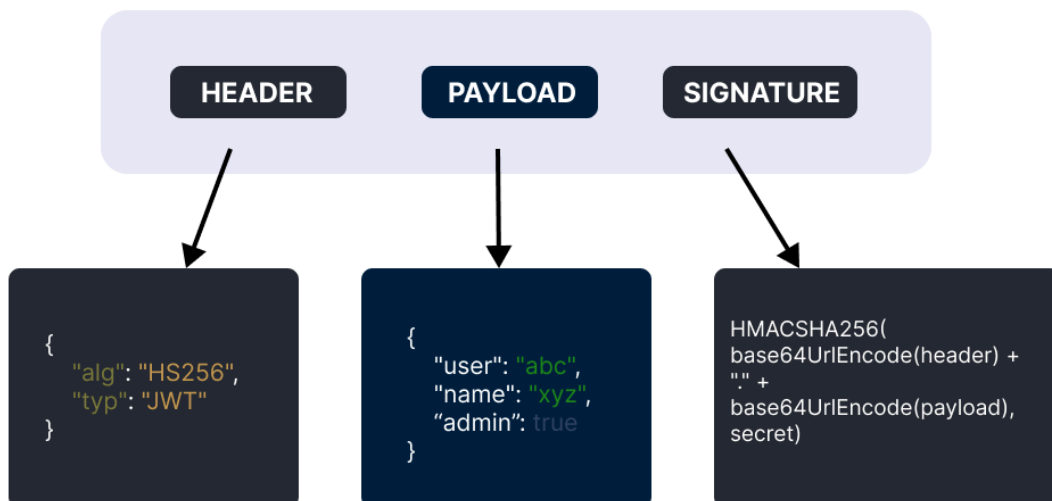 HEADER
PAYLOAD
SIGNATURE
{
"alg": "HS256",
"typ": "JWT"
}
{
"user": "abc",
"name": "xyz",
“admin”: true
}
HMACSHA256(
base64UrlEncode(header) +
"." +
base64UrlEncode(payload),
secret)